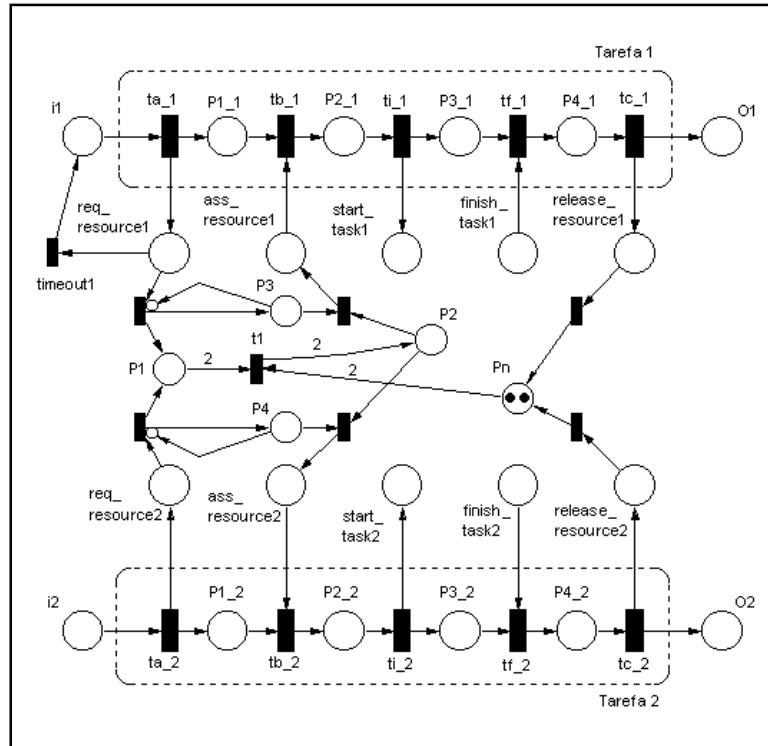 Tarefa 1
i1
ta_1
P1_1
tb_1
P2_1
ti_1
P3_1
tf_1
P4_1
tc_1
O1
req_
resource1
ass_
resource1
start_
task1
finish_
task1
release_
resource1
timeout1
P3
P2
t1
2
P1
2
2
Pn
P4
req_
resource2
ass_
resource2
start_
task2
finish_
task2
release_
resource2
i2
P1_2
P2_2
P3_2
P4_2
O2
ta_2
tb_2
ti_2
tf_2
tc_2
Tarefa 2